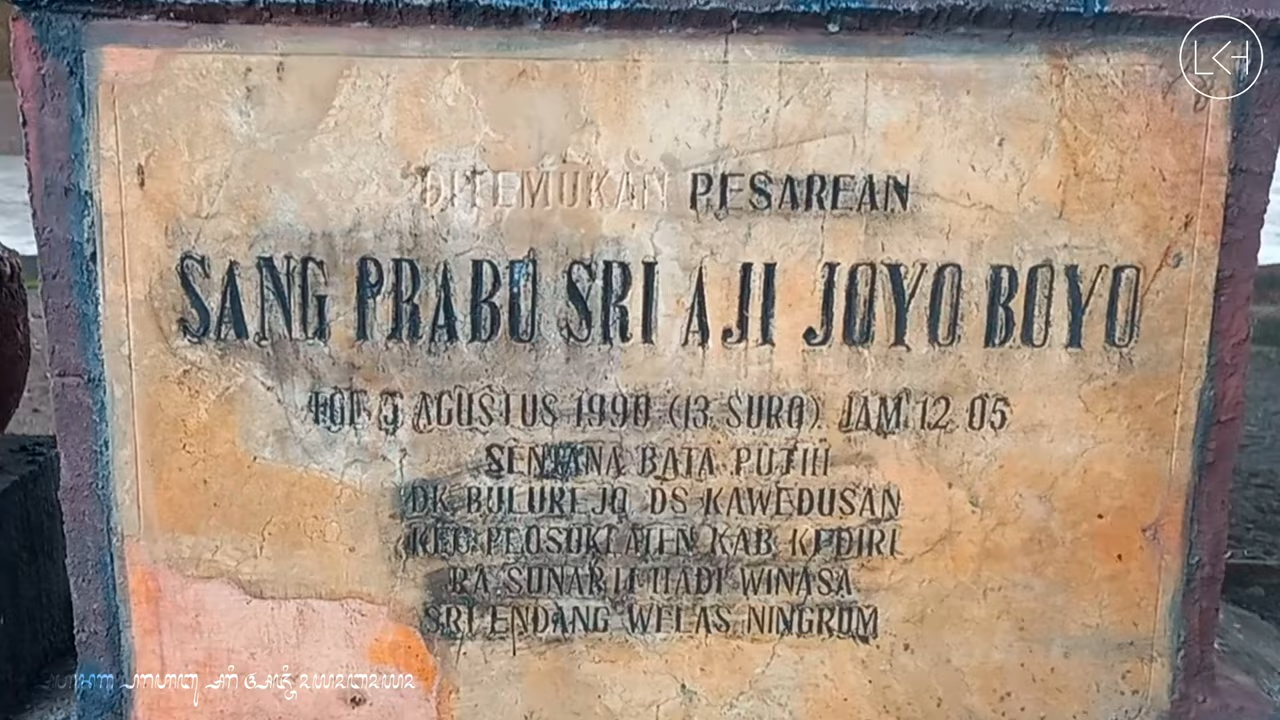 LKH
DITEMUKAN PESAREAN
SANG PRABU SRI AJI JOYO BOYO
TGL 5 AGUSTUS 1990 (13 SURO) JAM 12 05
SENTANA BATA PUTIH
DK BULUREJO DS KAWEDUSAN
KEC PLOSOKLATEN KAB KEDIRI
RA SUNARTI HADI WINASA
SRI ENDANG WELAS NINGRUM